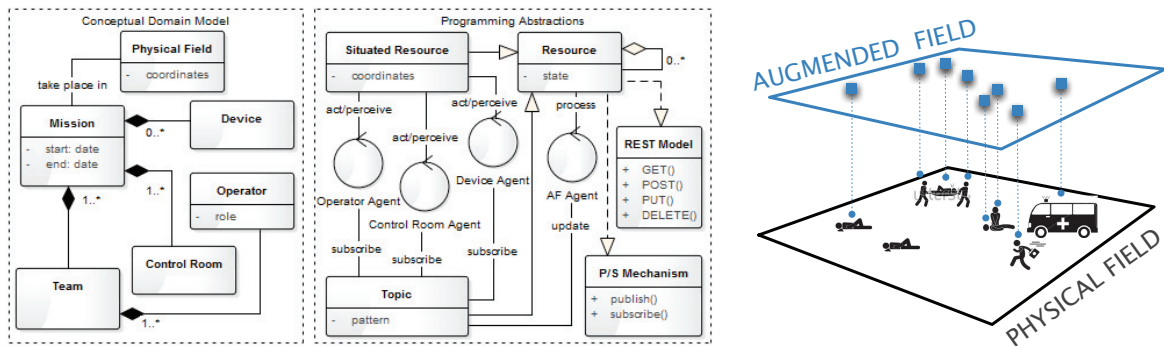 Conceptual Domain Model
Physical Field
- coordinates
take place in
Mission
- start: date
- end: date
0..*
Device
1..*
1..*
Operator
- role
Control Room
Team
1..*
Programming Abstractions
Situated Resource
- coordinates
Resource
- state
0..*
act/perceive
act/perceive
act/perceive
process
REST Model
+ GET()
+ POST()
+ PUT()
+ DELETE()
Device Agent
AF Agent
Operator Agent
Control Room Agent
update
subscribe
subscribe
subscribe
P/S Mechanism
+ publish()
+ subscribe()
Topic
- pattern
AUGMENTED FIELD
PHYSICAL FIELD